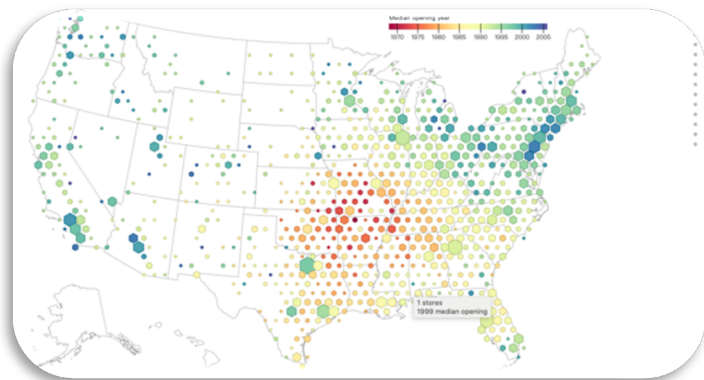 Median opening year
1970 1975 1980 1985 1990 1995 2000 2005
1 stores
1999 median opening